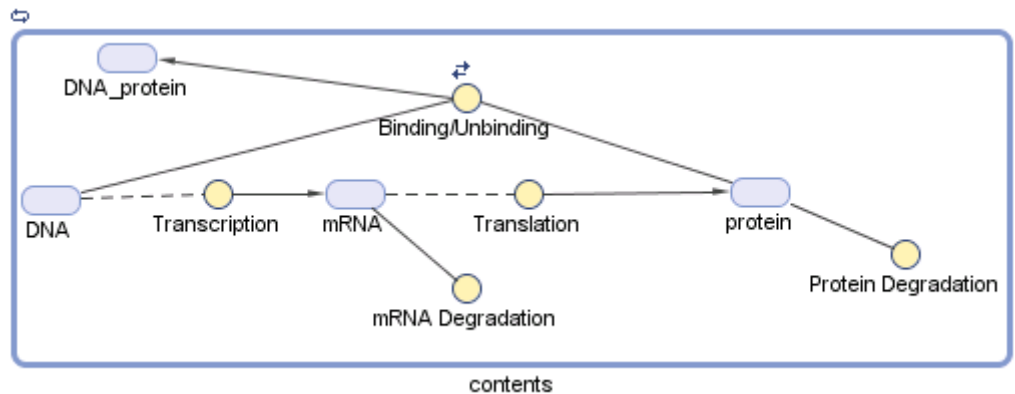 DNA_protein
Binding/Unbinding
DNA
Transcription
mRNA
Translation
protein
Protein Degradation
mRNA Degradation
contents